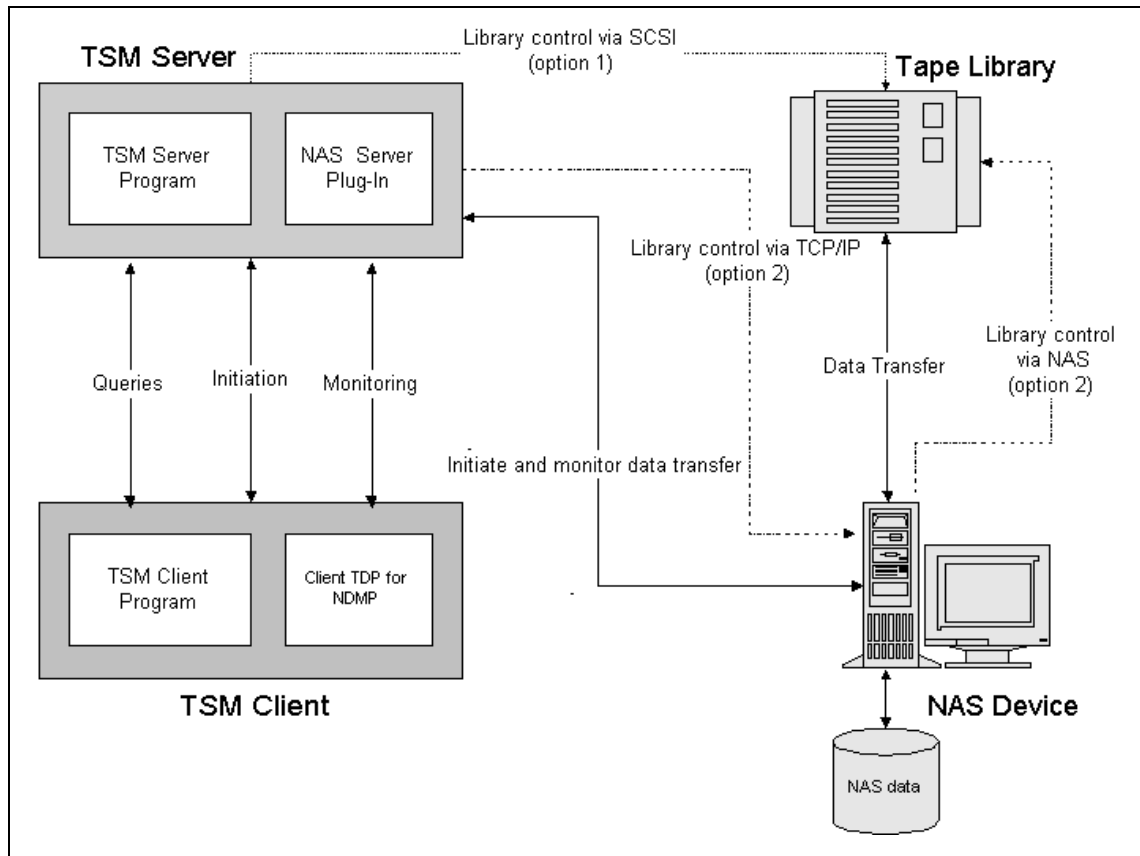 Library control via SCSI
(option 1)
TSM Server
Tape Library
TSM Server
Program
NAS Server
Plug-In
Library control via TCP/IP
(option 2)
Library control
via NAS
(option 2)
Queries
Initiation
Monitoring
Data Transfer
Initiate and monitor data transfer
TSM Client
Program
Client TDP for
NDMP
TSM Client
NAS Device
NAS data